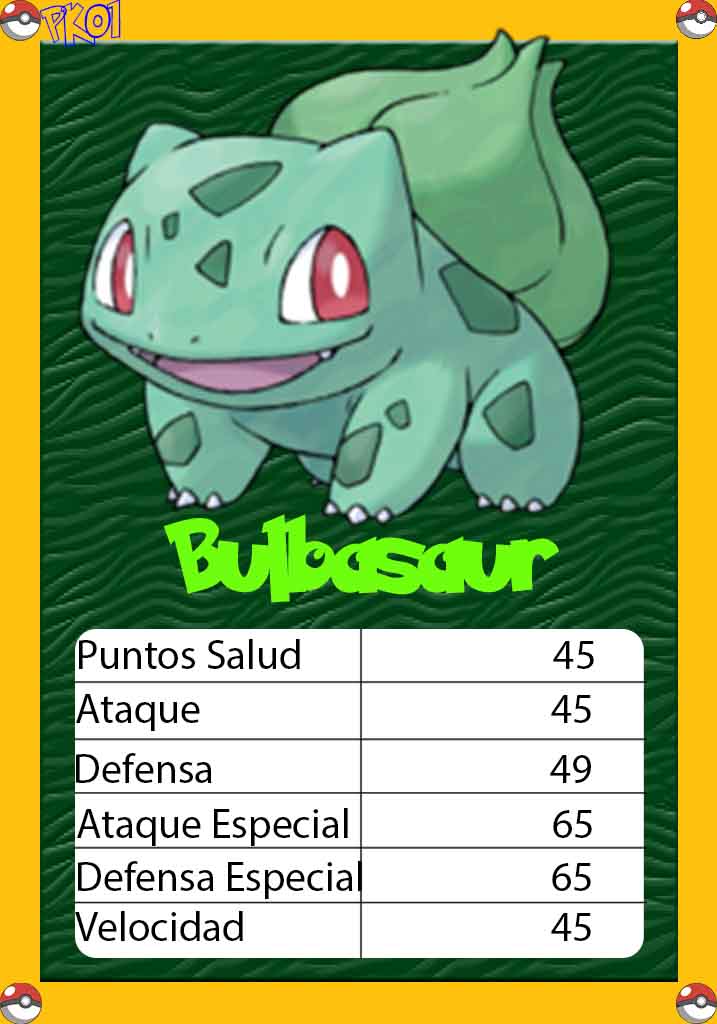 PK01
Bulbasaur
Puntos Salud 45
Ataque 45
Defensa 49
Ataque Especial 65
Defensa Especial 65
Velocidad 45